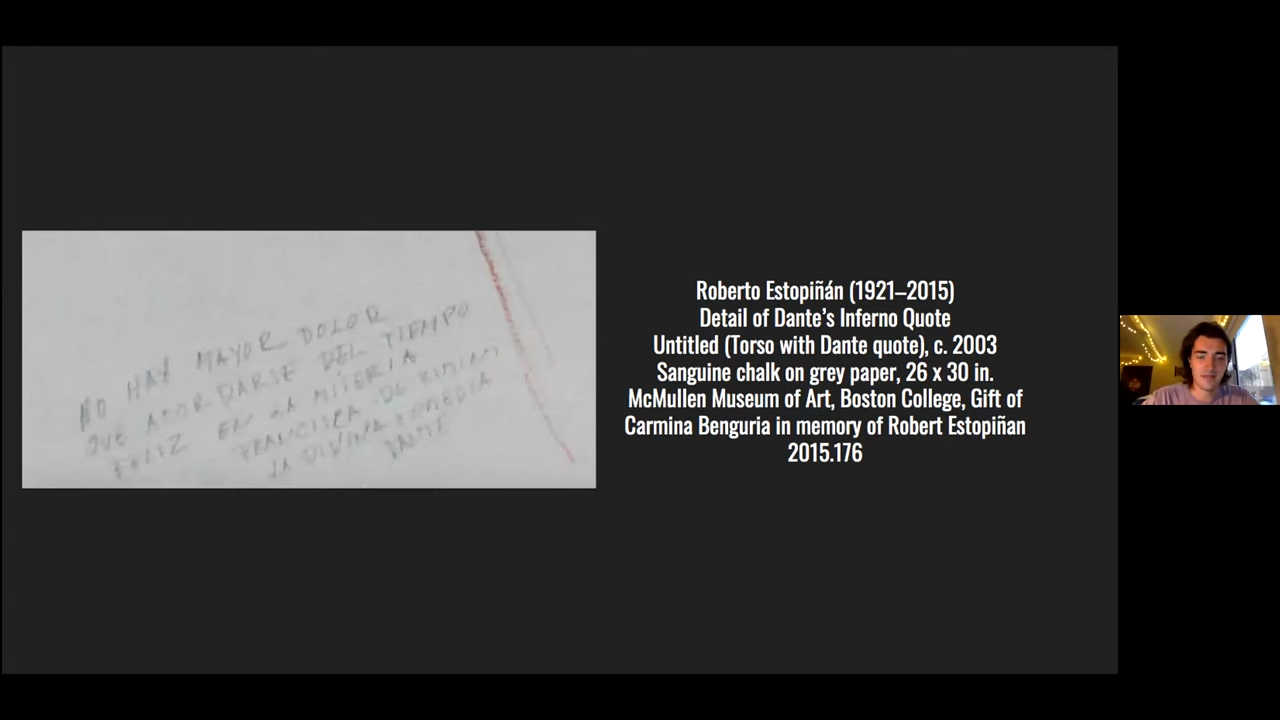 NO HAY MAYOR DOLOR
QUE ACORDARSE DEL TIEMPO
FELIZ EN LA MISERIA
FRANCISCA DE RIMINI
LA DIVINA COMEDIA
DANTE
Roberto Estopiñán (1921–2015)
Detail of Dante’s Inferno Quote
Untitled (Torso with Dante quote), c. 2003
Sanguine chalk on grey paper, 26 x 30 in.
McMullen Museum of Art, Boston College, Gift of
Carmina Benguria in memory of Robert Estopiñan
2015.176